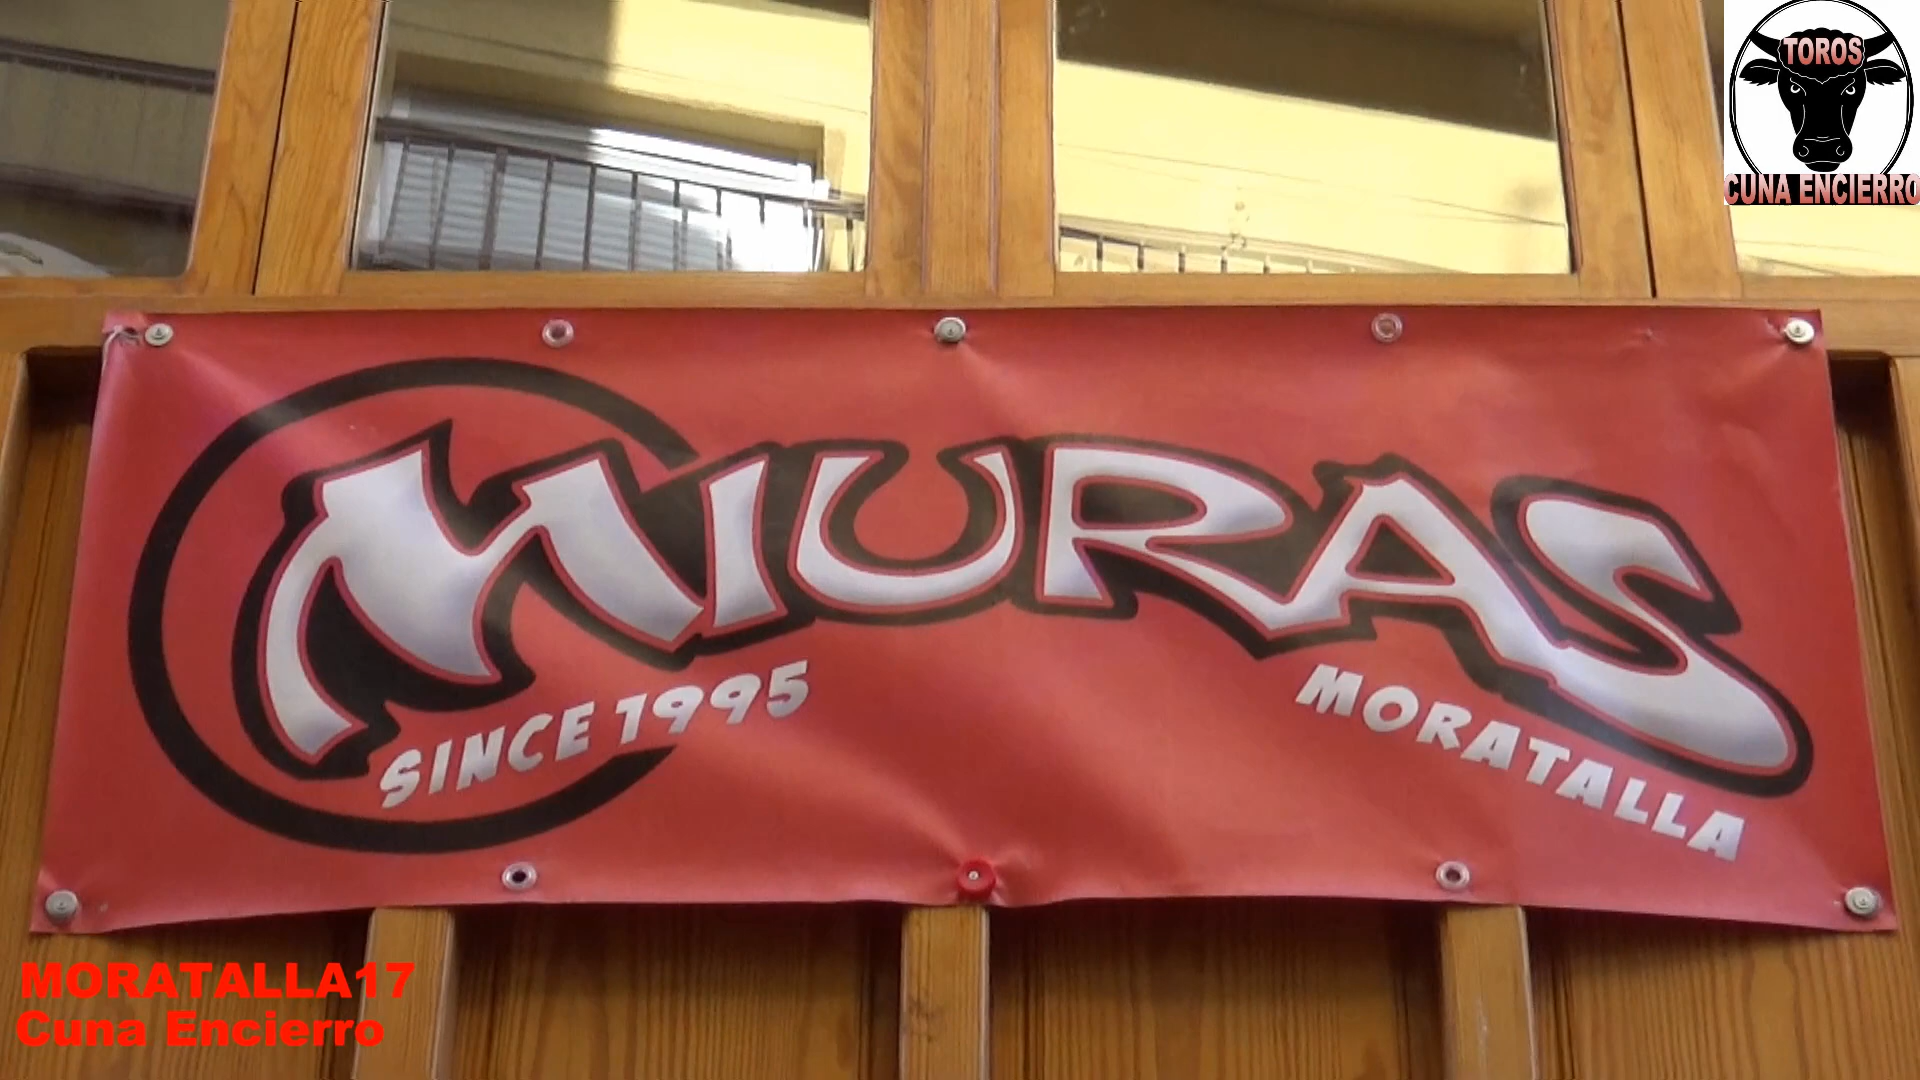 TOROS
CUNA ENCIERRO
MIURAS
SINCE 1995
MORATALLA
MORATALLA17
Cuna Encierro